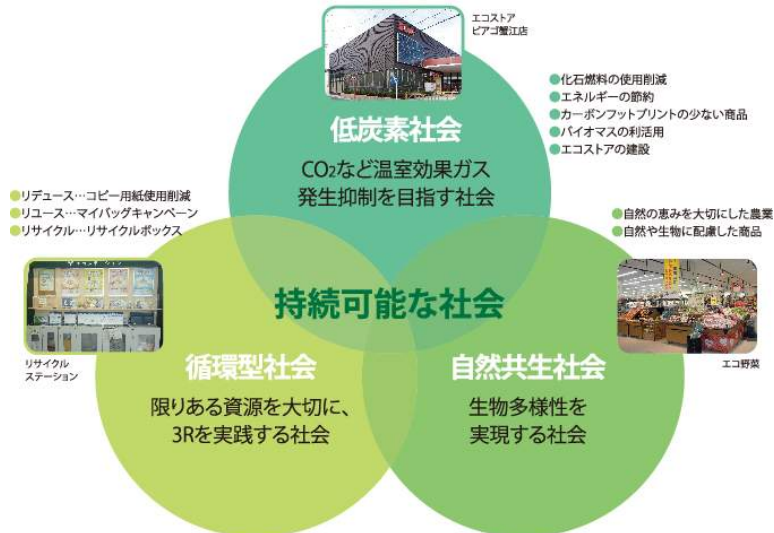 エコストア
ピアゴ蟹江店
●化石燃料の使用削減
●エネルギーの節約
●カーボンフットプリントの少ない商品
●バイオマスの利活用
●エコストアの建設
低炭素社会
CO₂など温室効果ガス
発生抑制を目指す社会
●リデュース…コピー用紙使用削減
●リユース…マイバッグキャンペーン
●リサイクル…リサイクルボックス
●自然の恵みを大切にした農業
●自然や生物に配慮した商品
持続可能な社会
リサイクル
ステーション
循環型社会
限りある資源を大切に、
3Rを実践する社会
自然共生社会
生物多様性を
実現する社会
エコ野菜